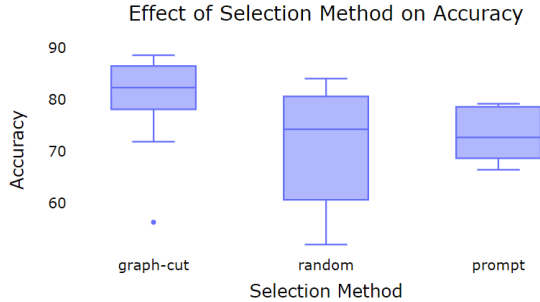 Effect of Selection Method on Accuracy
90
80
70
60
Accuracy
graph-cut random prompt
Selection Method